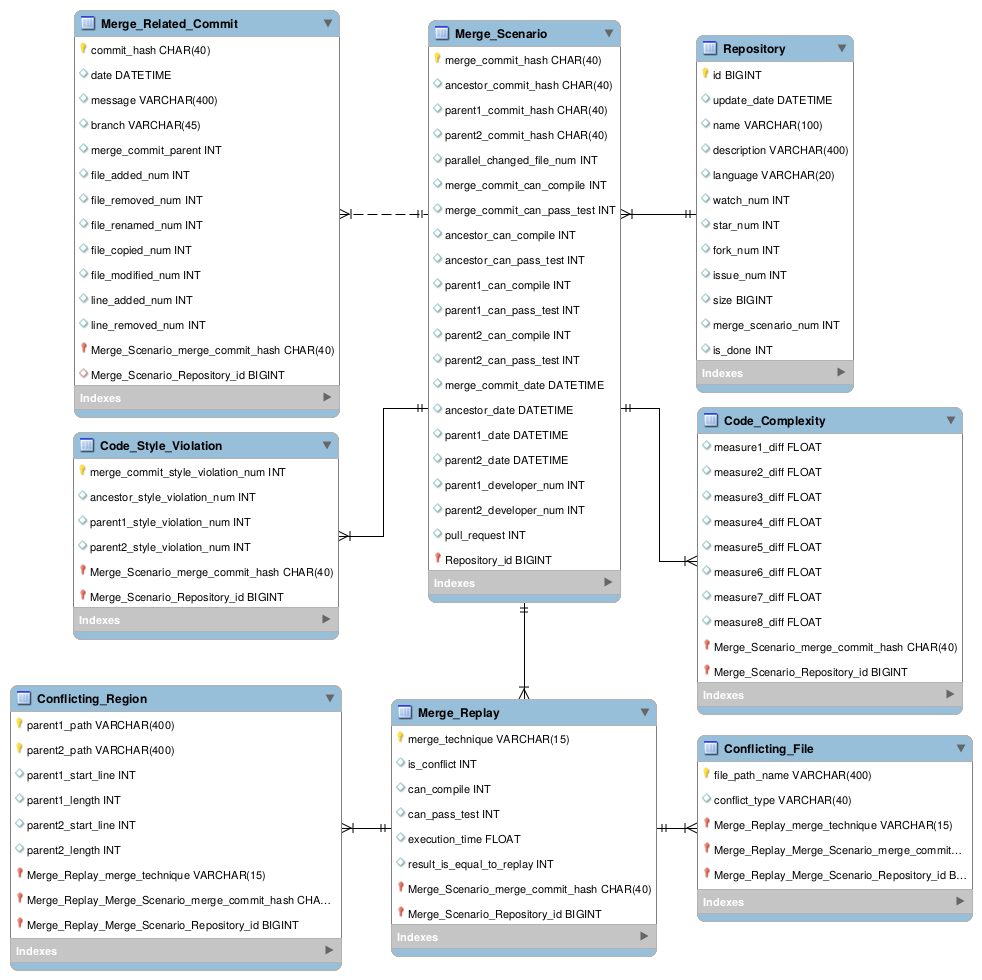 Merge_Related_Commit
commit_hash CHAR(40)
date DATETIME
message VARCHAR(400)
branch VARCHAR(45)
merge_commit_parent INT
file_added_num INT
file_removed_num INT
file_renamed_num INT
file_copied_num INT
file_modified_num INT
line_added_num INT
line_removed_num INT
Merge_Scenario_merge_commit_hash CHAR(40)
Merge_Scenario_Repository_id BIGINT
Indexes
Merge_Scenario
merge_commit_hash CHAR(40)
ancestor_commit_hash CHAR(40)
parent1_commit_hash CHAR(40)
parent2_commit_hash CHAR(40)
parallel_changed_file_num INT
merge_commit_can_compile INT
merge_commit_can_pass_test INT
ancestor_can_compile INT
ancestor_can_pass_test INT
parent1_can_compile INT
parent1_can_pass_test INT
parent2_can_compile INT
parent2_can_pass_test INT
merge_commit_date DATETIME
ancestor_date DATETIME
parent1_date DATETIME
parent2_date DATETIME
parent1_developer_num INT
parent2_developer_num INT
pull_request INT
Repository_id BIGINT
Indexes
Repository
id BIGINT
update_date DATETIME
name VARCHAR(100)
description VARCHAR(400)
language VARCHAR(20)
watch_num INT
star_num INT
fork_num INT
issue_num INT
size BIGINT
merge_scenario_num INT
is_done INT
Indexes
Code_Style_Violation
merge_commit_style_violation_num INT
ancestor_style_violation_num INT
parent1_style_violation_num INT
parent2_style_violation_num INT
Merge_Scenario_merge_commit_hash CHAR(40)
Merge_Scenario_Repository_id BIGINT
Indexes
Code_Complexity
measure1_diff FLOAT
measure2_diff FLOAT
measure3_diff FLOAT
measure4_diff FLOAT
measure5_diff FLOAT
measure6_diff FLOAT
measure7_diff FLOAT
measure8_diff FLOAT
Merge_Scenario_merge_commit_hash CHAR(40)
Merge_Scenario_Repository_id BIGINT
Indexes
Conflicting_Region
parent1_path VARCHAR(400)
parent2_path VARCHAR(400)
parent1_start_line INT
parent1_length INT
parent2_start_line INT
parent2_length INT
Merge_Replay_merge_technique VARCHAR(15)
Merge_Replay_Merge_Scenario_merge_commit_hash CHA...
Merge_Replay_Merge_Scenario_Repository_id BIGINT
Indexes
Merge_Replay
merge_technique VARCHAR(15)
is_conflict INT
can_compile INT
can_pass_test INT
execution_time FLOAT
result_is_equal_to_replay INT
Merge_Scenario_merge_commit_hash CHAR(40)
Merge_Scenario_Repository_id BIGINT
Indexes
Conflicting_File
file_path_name VARCHAR(400)
conflict_type VARCHAR(40)
Merge_Replay_merge_technique VARCHAR(15)
Merge_Replay_Merge_Scenario_merge_commit...
Merge_Replay_Merge_Scenario_Repository_id B...
Indexes